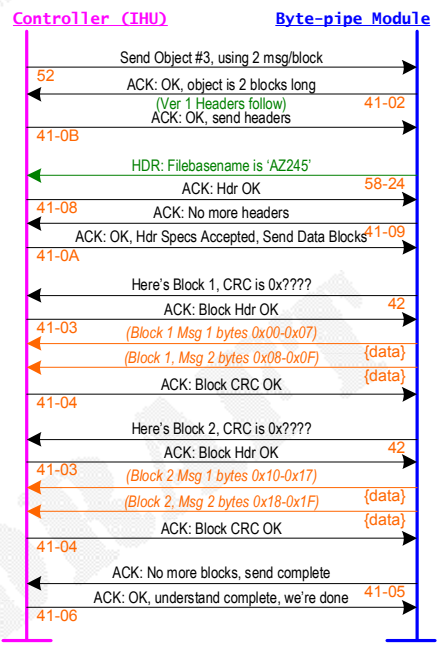 Controller (IHU) Byte-pipe Module
Send Object #3, using 2 msg/block
52
ACK: OK, object is 2 blocks long
41-02
(Ver 1 Headers follow)
ACK: OK, send headers
41-0B
HDR: Filebasename is 'AZ245'
58-24
ACK: Hdr OK
41-08
ACK: No more headers
41-09
ACK: OK, Hdr Specs Accepted, Send Data Blocks
41-0A
Here's Block 1, CRC is 0x????
42
ACK: Block Hdr OK
41-03
(Block 1 Msg 1 bytes 0x00-0x07)
{data}
(Block 1, Msg 2 bytes 0x08-0x0F)
{data}
ACK: Block CRC OK
41-04
Here's Block 2, CRC is 0x????
42
ACK: Block Hdr OK
41-03
(Block 2 Msg 1 bytes 0x10-0x17)
{data}
(Block 2, Msg 2 bytes 0x18-0x1F)
{data}
ACK: Block CRC OK
41-04
ACK: No more blocks, send complete
41-05
ACK: OK, understand complete, we're done
41-06
DRAFT